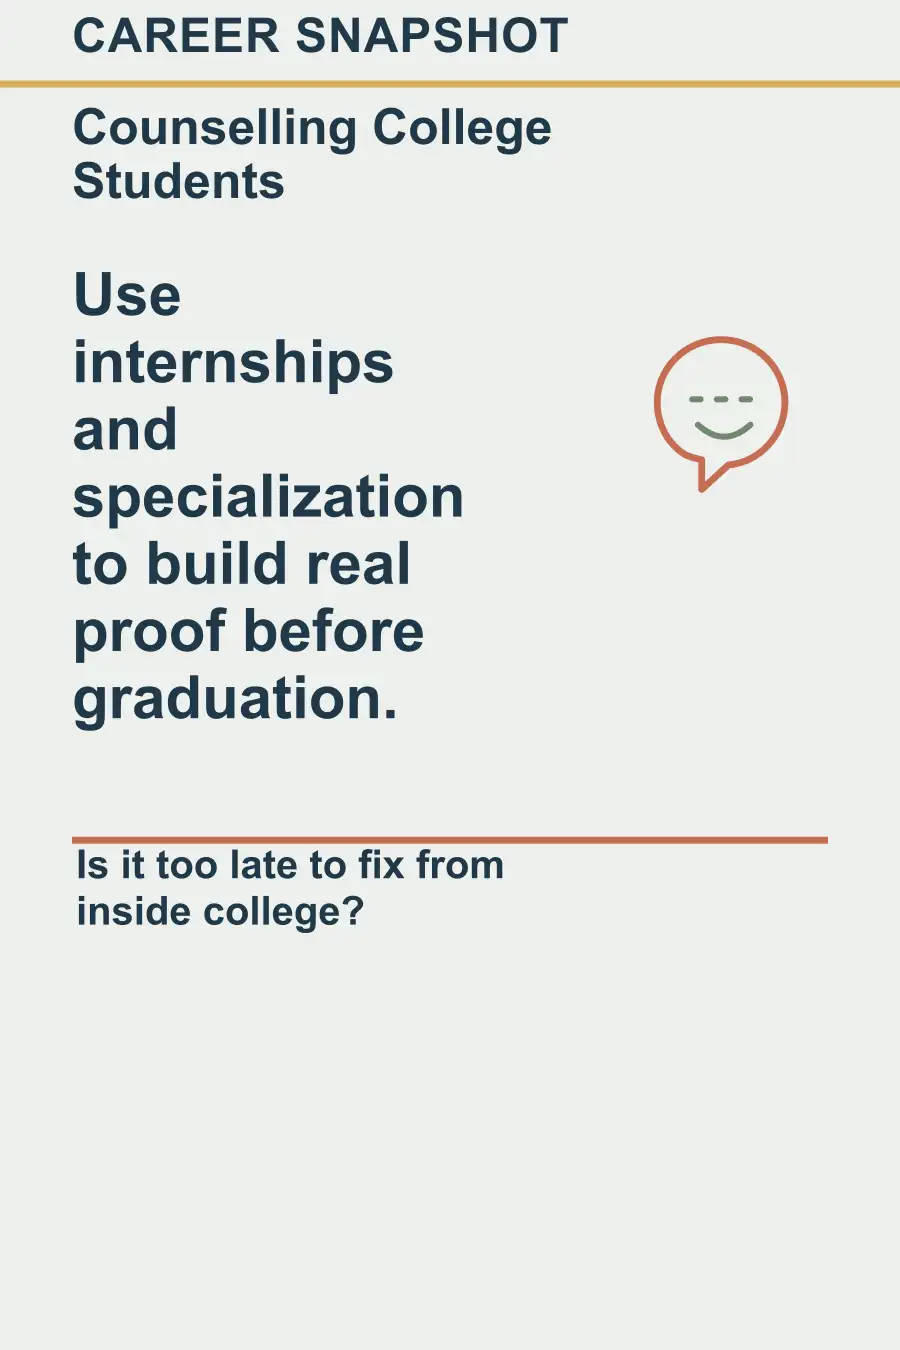 CAREER SNAPSHOT
Counselling College
Students
Use
internships
and
specialization
to build real
proof before
graduation.
Is it too late to fix from
inside college?